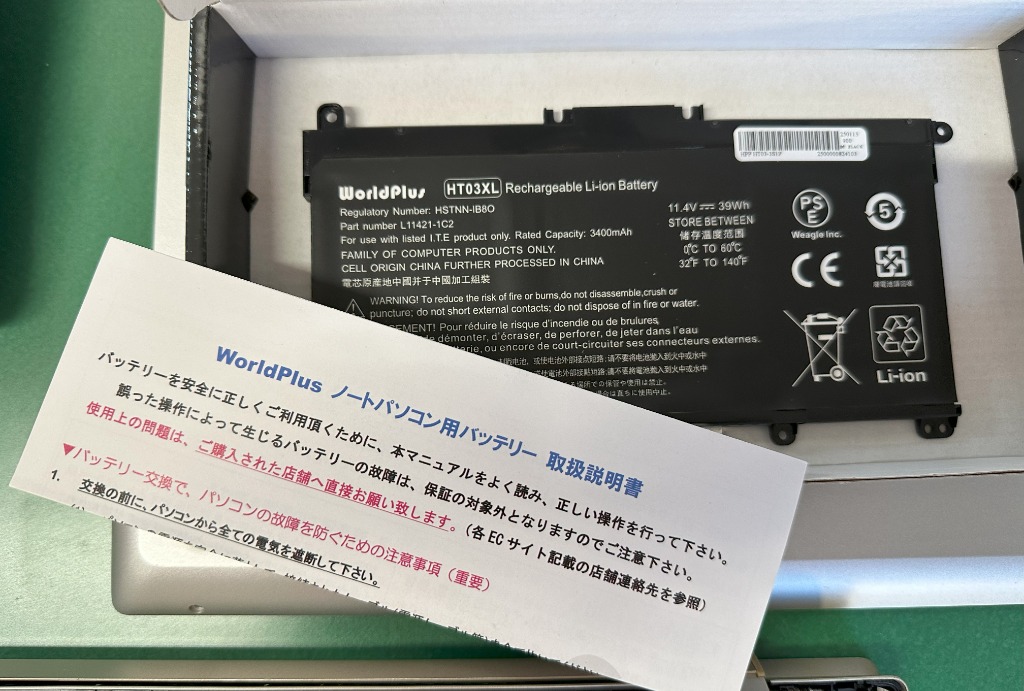 WorldPlus HT03XL Rechargeable Li-ion Battery
Regulatory Number: HSTNN-IB8O
Part number L11421-1C2
For use with listed I.T.E product only. Rated Capacity: 3400mAh
FAMILY OF COMPUTER PRODUCTS ONLY.
CELL ORIGIN CHINA FURTHER PROCESSED IN CHINA
電芯原產地中國并于中國加工組裝
11.4V 39Wh
STORE BETWEEN
儲存溫度范圍
0℃ TO 60℃
32℉ TO 140℉
PS
E
Weagle Inc.
5
CE
廢電池請回收
Li-ion
WARNING! To reduce the risk of fire or burns,do not disassemble,crush or
puncture; do not short external contacts; do not dispose of in fire or water.
Pour réduire le risque d'incendie ou de brulures,
démonter, d'écraser, de perforer, de jeter dans l'eau
ou encore de court-circuiter ses connecteurs externes.
WorldPlus ノートパソコン用バッテリー 取扱説明書
バッテリーを安全に正しくご利用頂くために、本マニュアルをよく読み、正しい操作を行って下さい。
誤った操作によって生じるバッテリーの故障は、保証の対象外となりますのでご注意下さい。
使用上の問題は、ご購入された店舗へ直接お願い致します。(各ECサイト記載の店舗連絡先を参照)
▼バッテリー交換で、パソコンの故障を防ぐための注意事項(重要)
1. 交換の前に、パソコンから全ての電気を遮断して下さい。